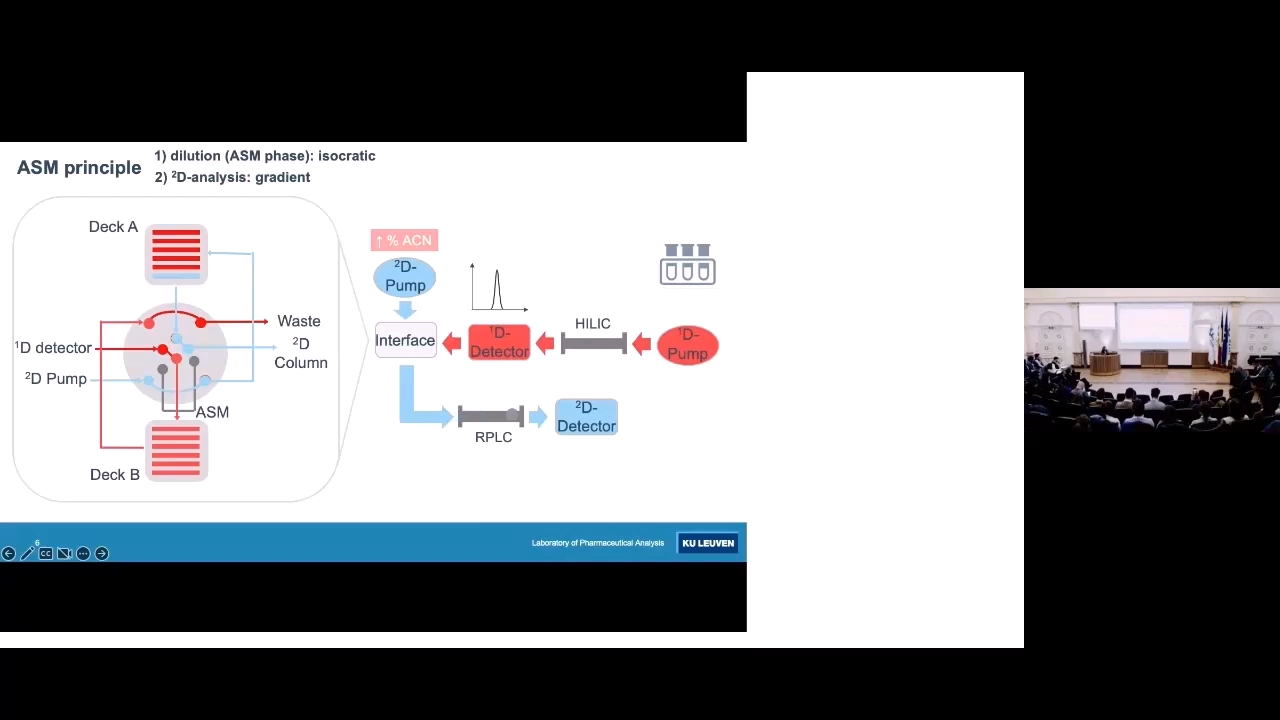 ASM principle
1) dilution (ASM phase): isocratic
2) ²D-analysis: gradient
Deck A
Waste
¹D detector
²D
Column
²D Pump
ASM
Deck B
↑ % ACN
²D-
Pump
Interface
¹D-
Detector
HILIC
¹D-
Pump
RPLC
²D-
Detector
6
CC
Laboratory of Pharmaceutical Analysis
KU LEUVEN